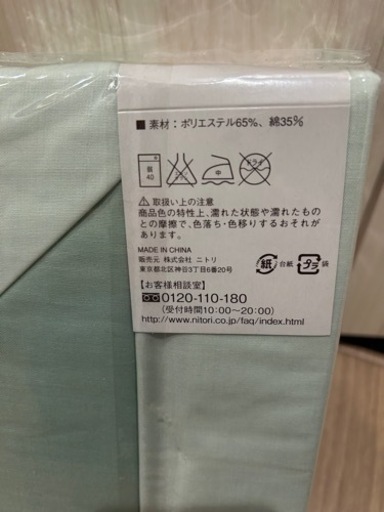 ■ 素材：ポリエステル65%、綿35%
弱
40
ドライ
⚠ 取扱い上の注意
商品色の特性上、濡れた状態や濡れたもの
との摩擦で、色落ち・色移りするおそれが
あります。
MADE IN CHINA
販売元 株式会社 ニトリ
東京都北区神谷3丁目6番20号
紙 台紙 プラ 袋
【お客様相談室】
0120-110-180
(受付時間10:00～20:00)
http://www.nitori.co.jp/faq/index.html